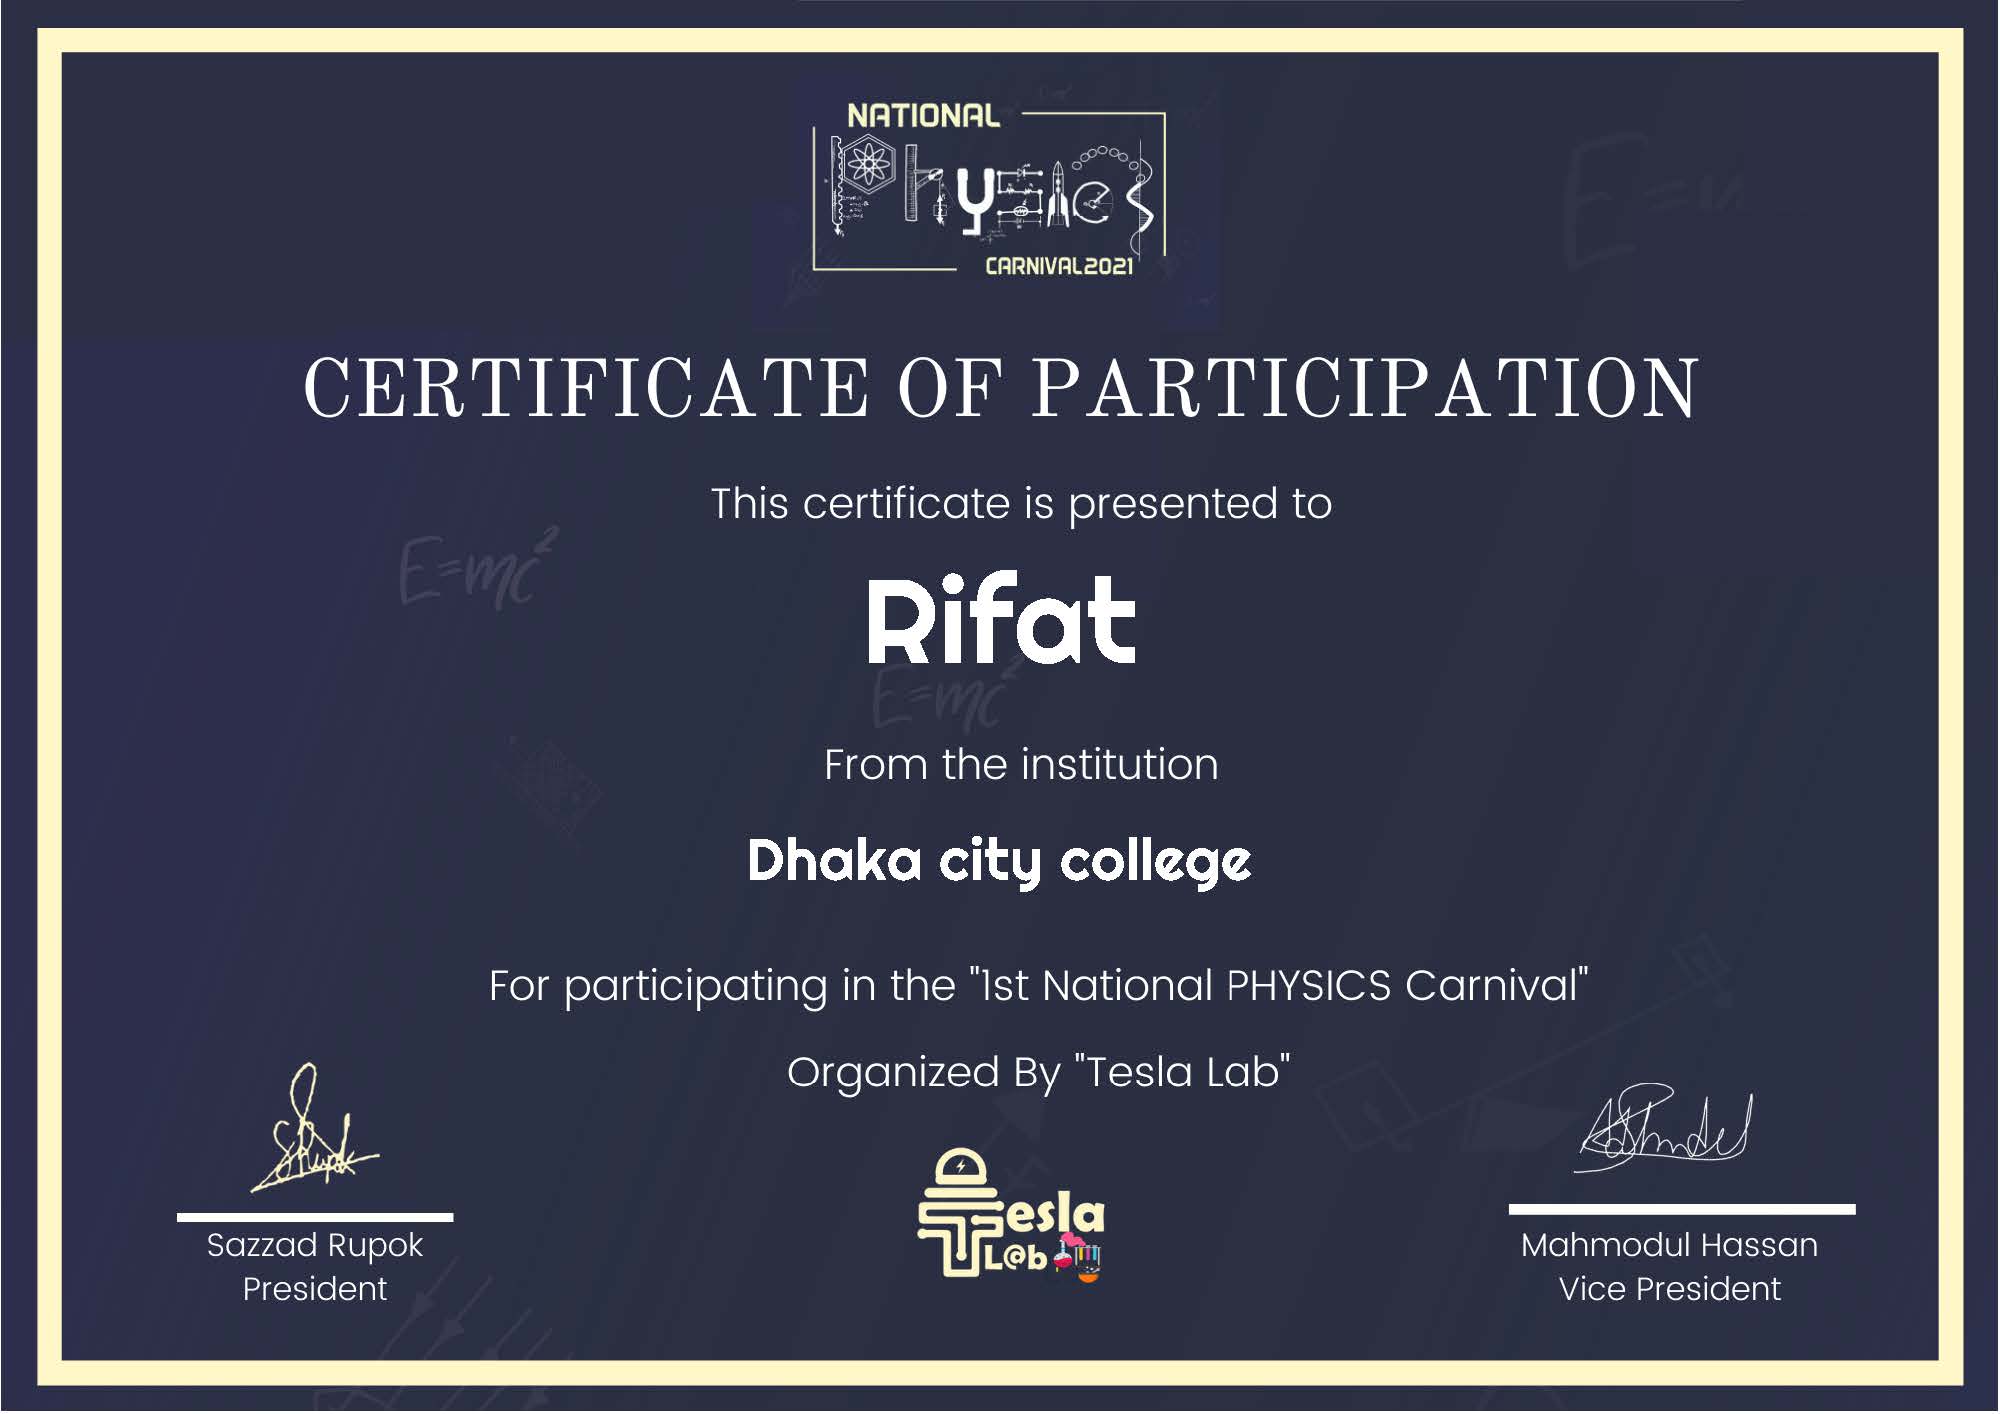 NATIONAL
PHYSICS
CARNIVAL2021
CERTIFICATE OF PARTICIPATION
This certificate is presented to
E=mc²
Rifat
E=mc²
From the institution
Dhaka city college
For participating in the "1st National PHYSICS Carnival"
Organized By "Tesla Lab"
Tesla
L@b
Sazzad Rupok
President
Mahmodul Hassan
Vice President